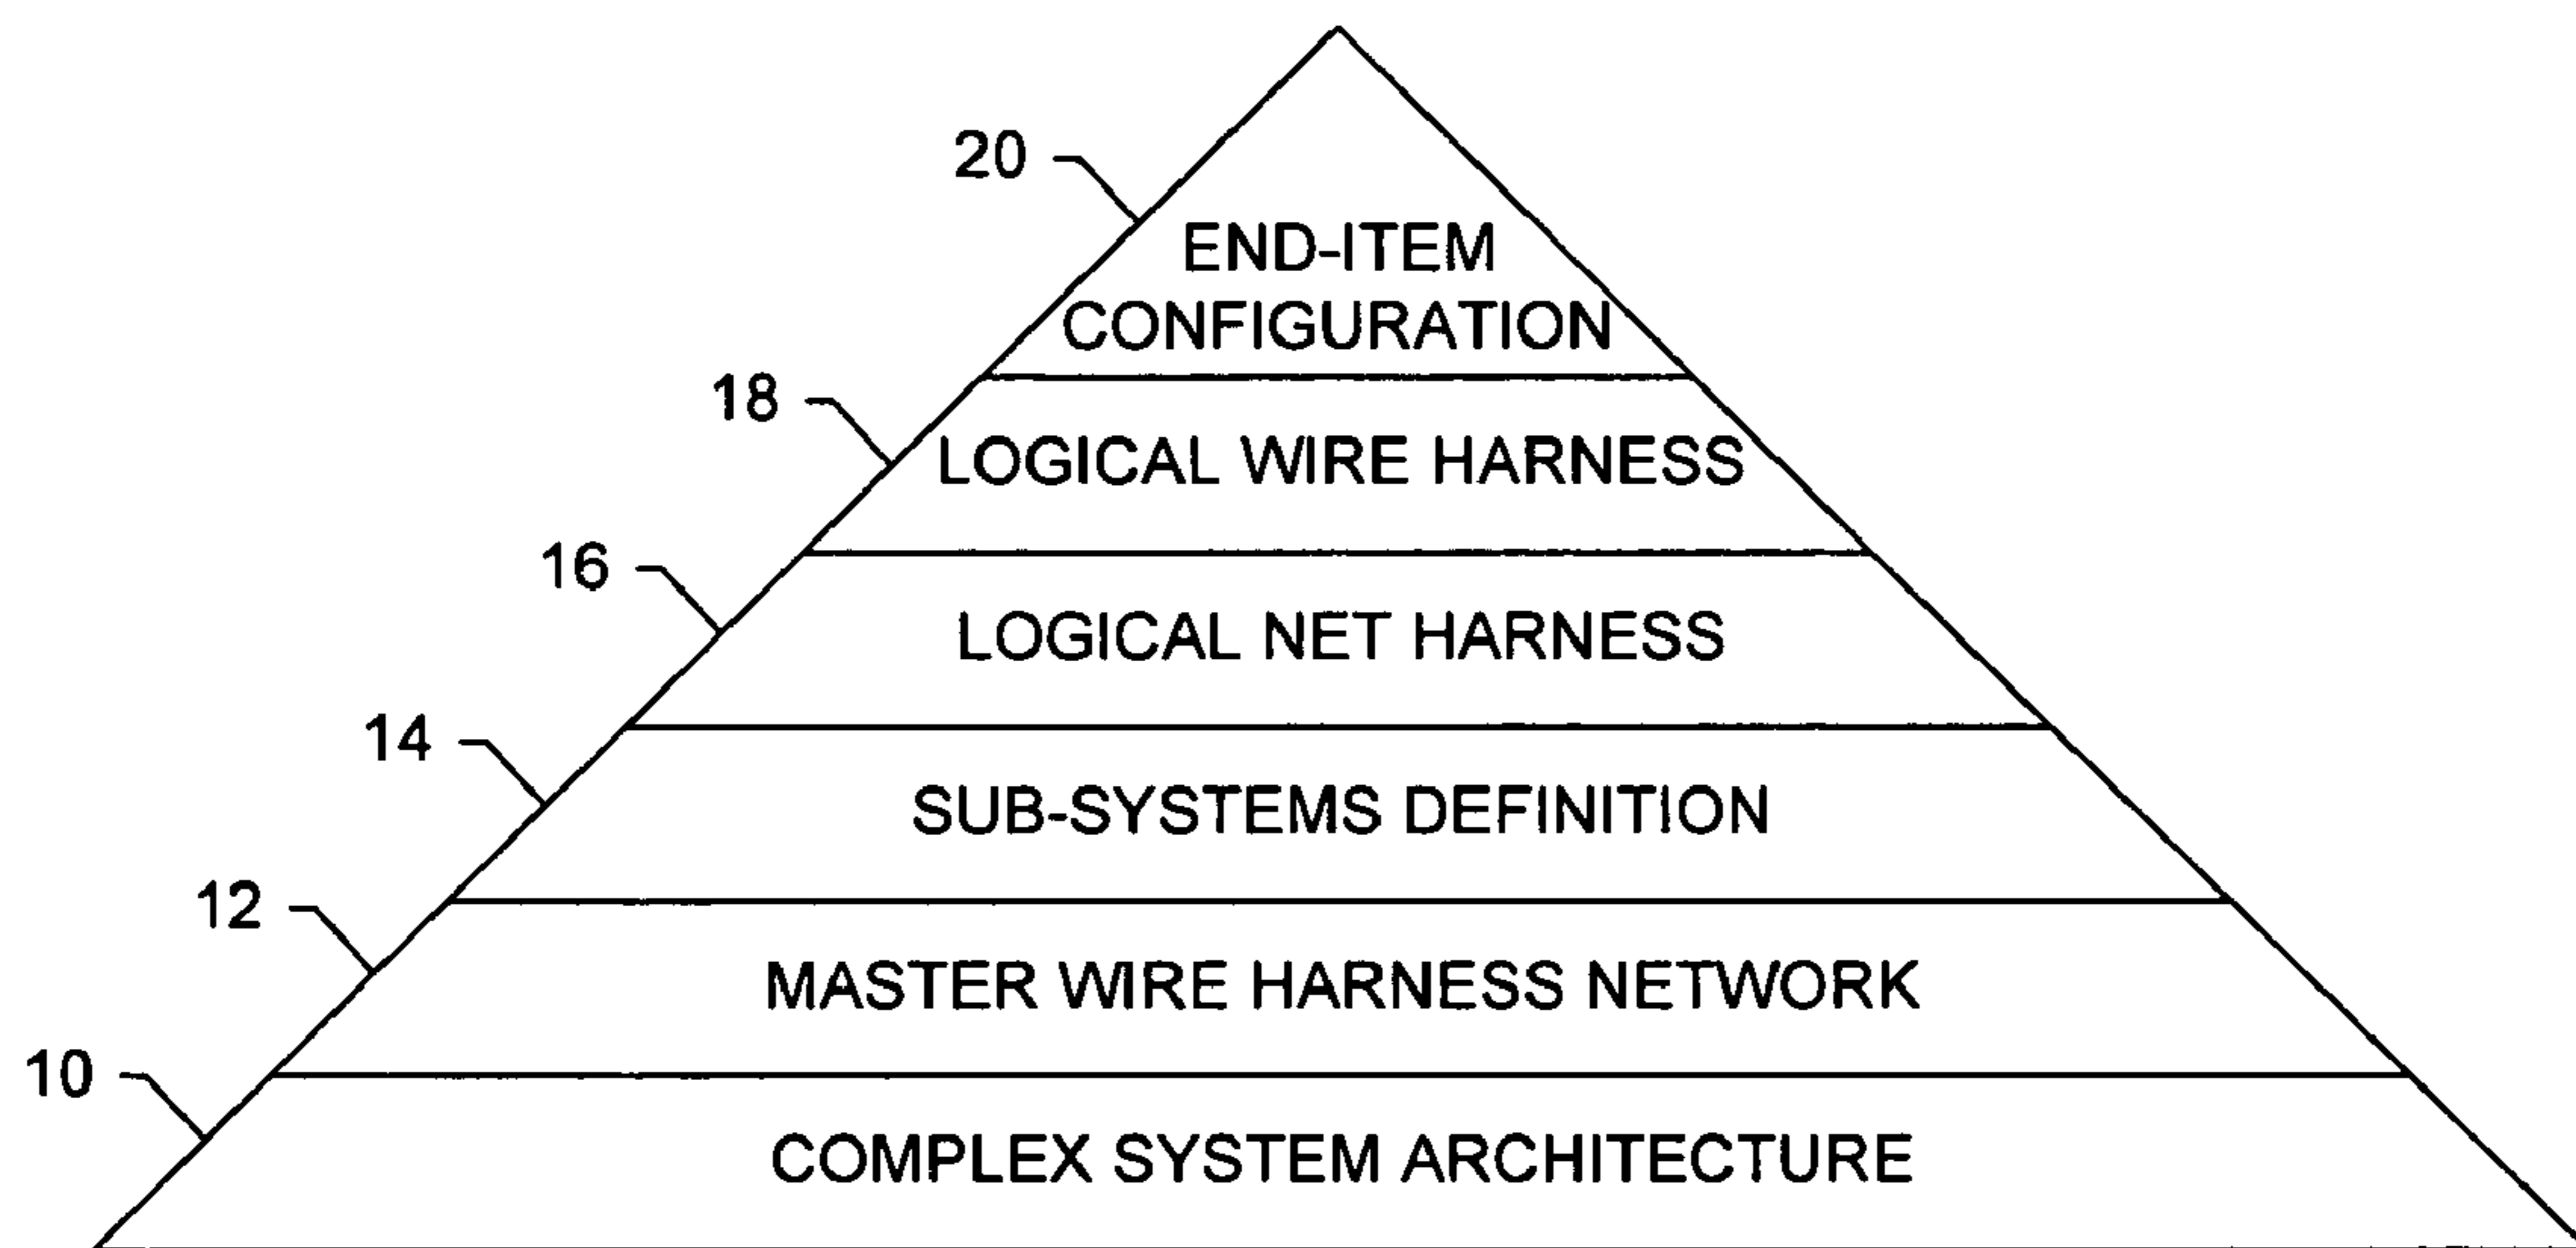 20
END-ITEM
CONFIGURATION
18
LOGICAL WIRE HARNESS
16
LOGICAL NET HARNESS
14
SUB-SYSTEMS DEFINITION
12
MASTER WIRE HARNESS NETWORK
10
COMPLEX SYSTEM ARCHITECTURE